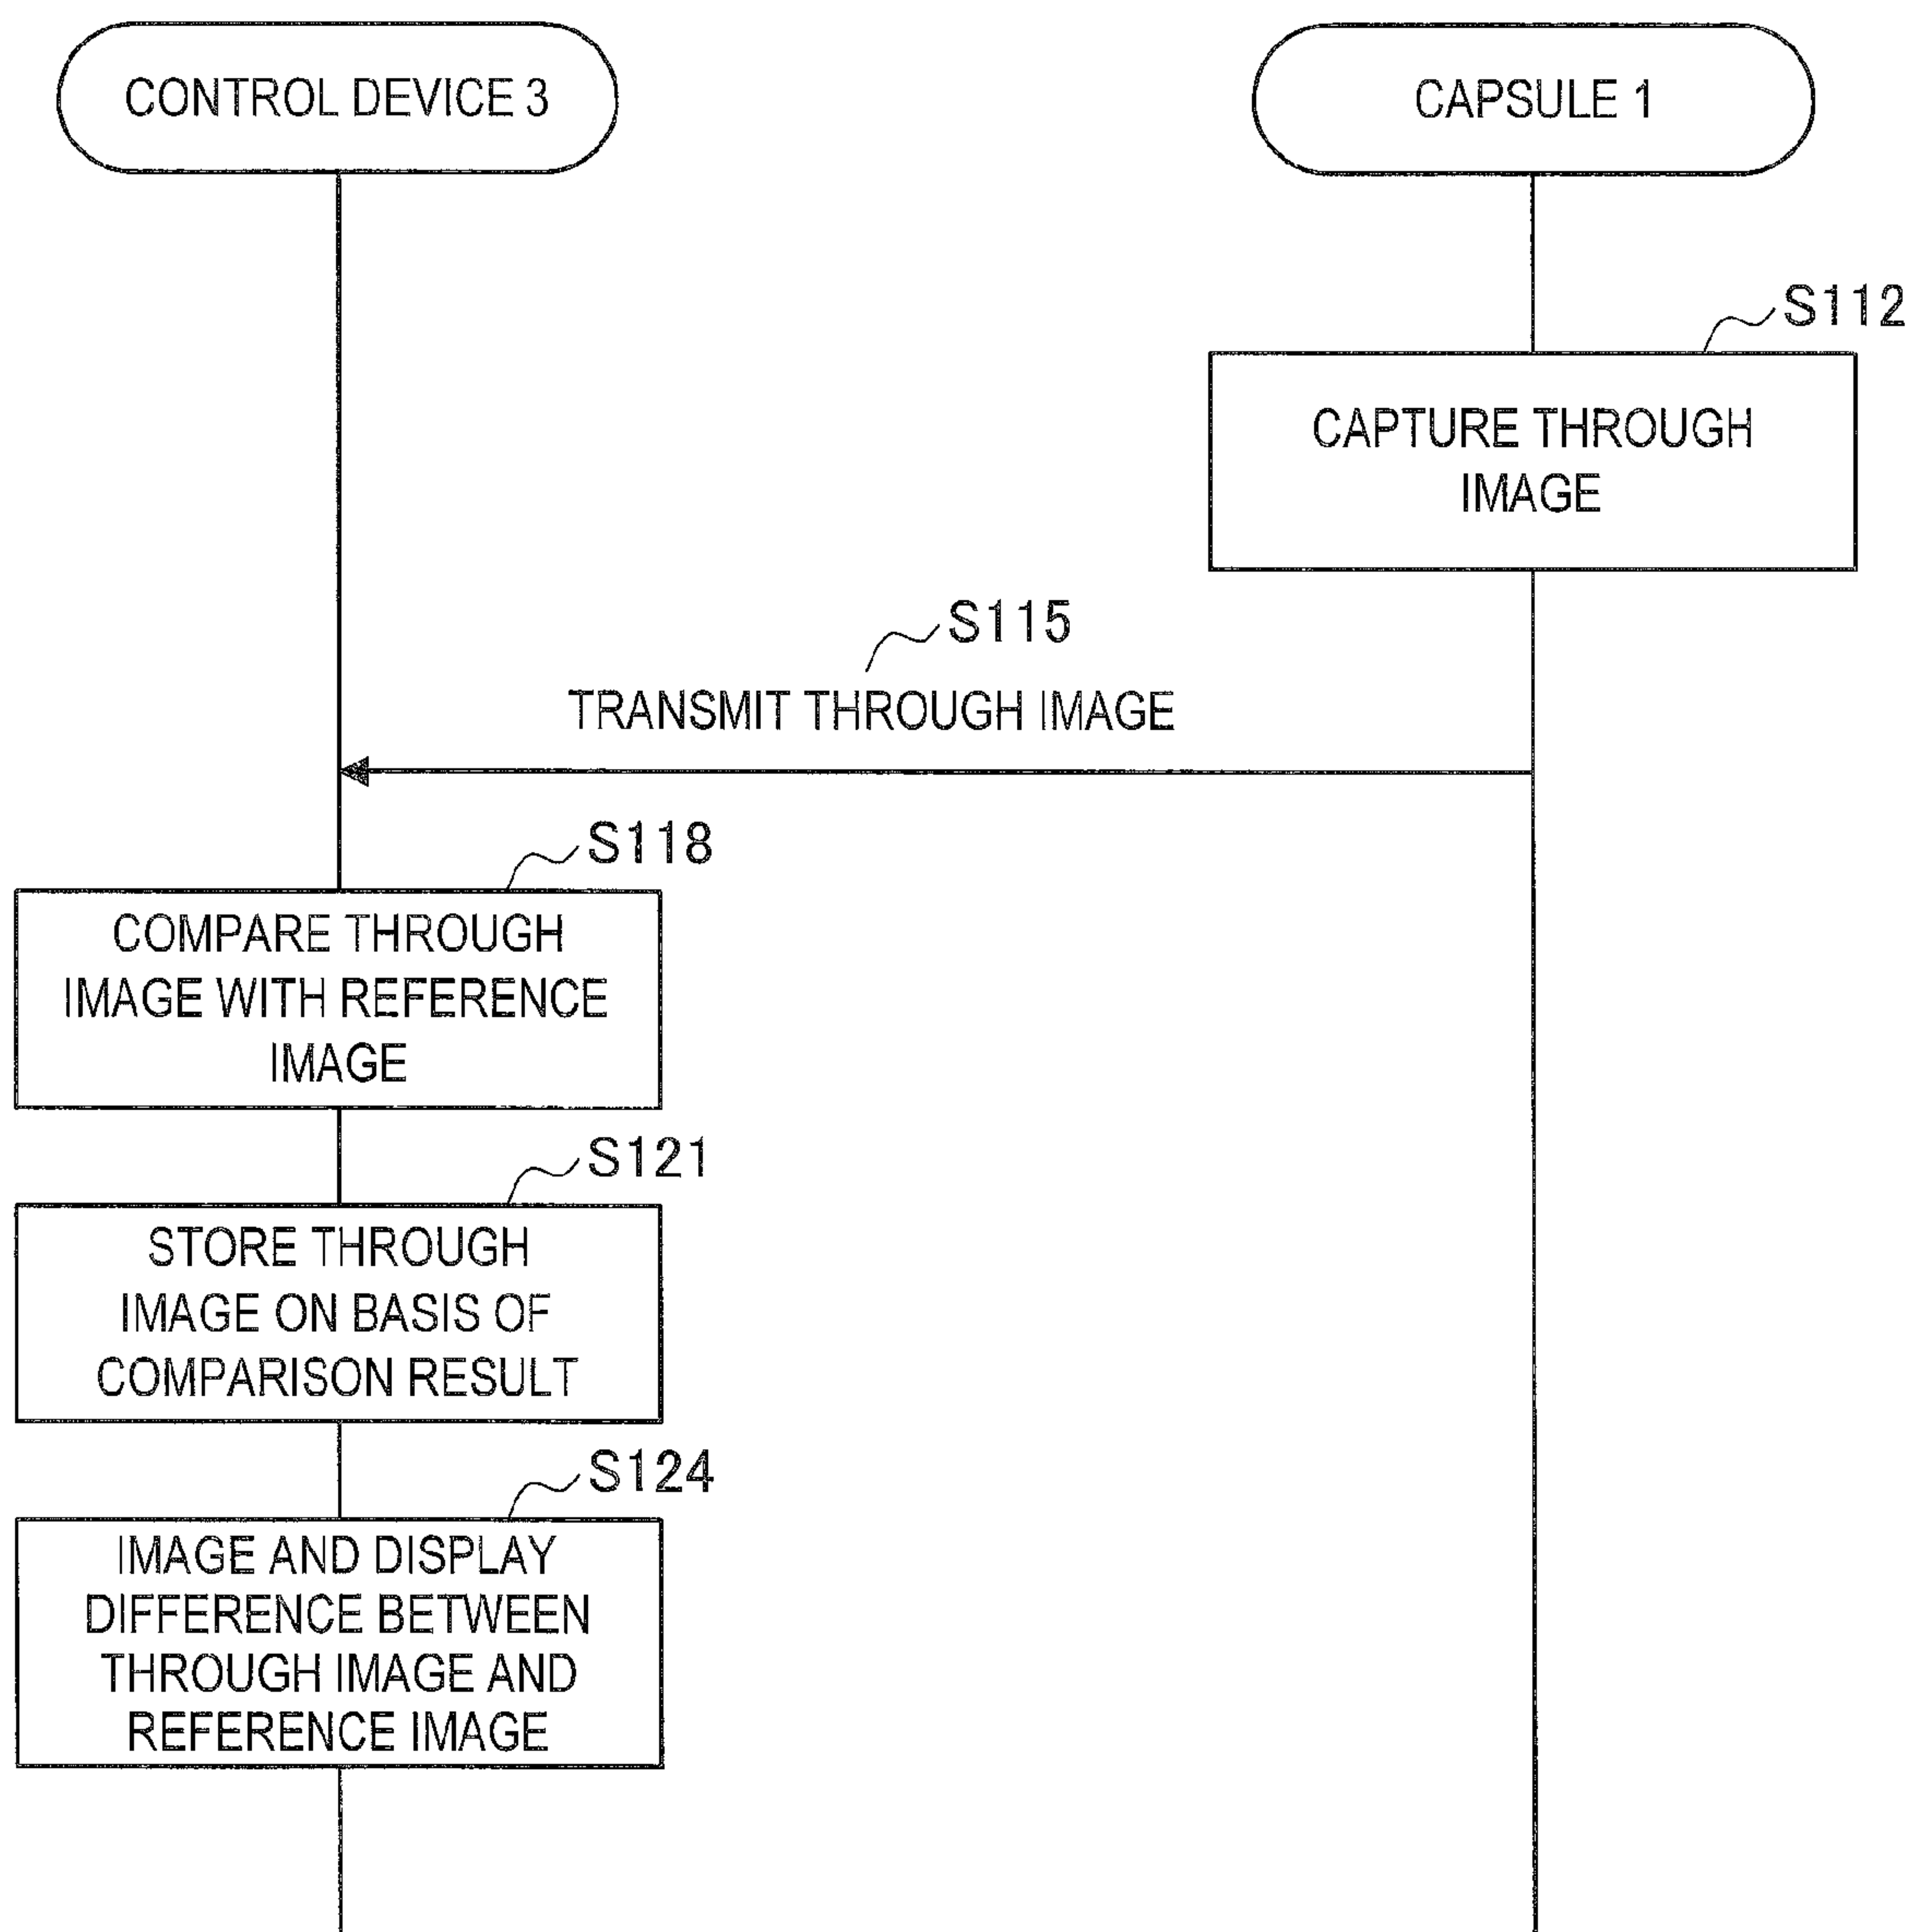 CONTROL DEVICE 3
CAPSULE 1
S112
CAPTURE THROUGH
IMAGE
S115
TRANSMIT THROUGH IMAGE
S118
COMPARE THROUGH
IMAGE WITH REFERENCE
IMAGE
S121
STORE THROUGH
IMAGE ON BASIS OF
COMPARISON RESULT
S124
IMAGE AND DISPLAY
DIFFERENCE BETWEEN
THROUGH IMAGE AND
REFERENCE IMAGE